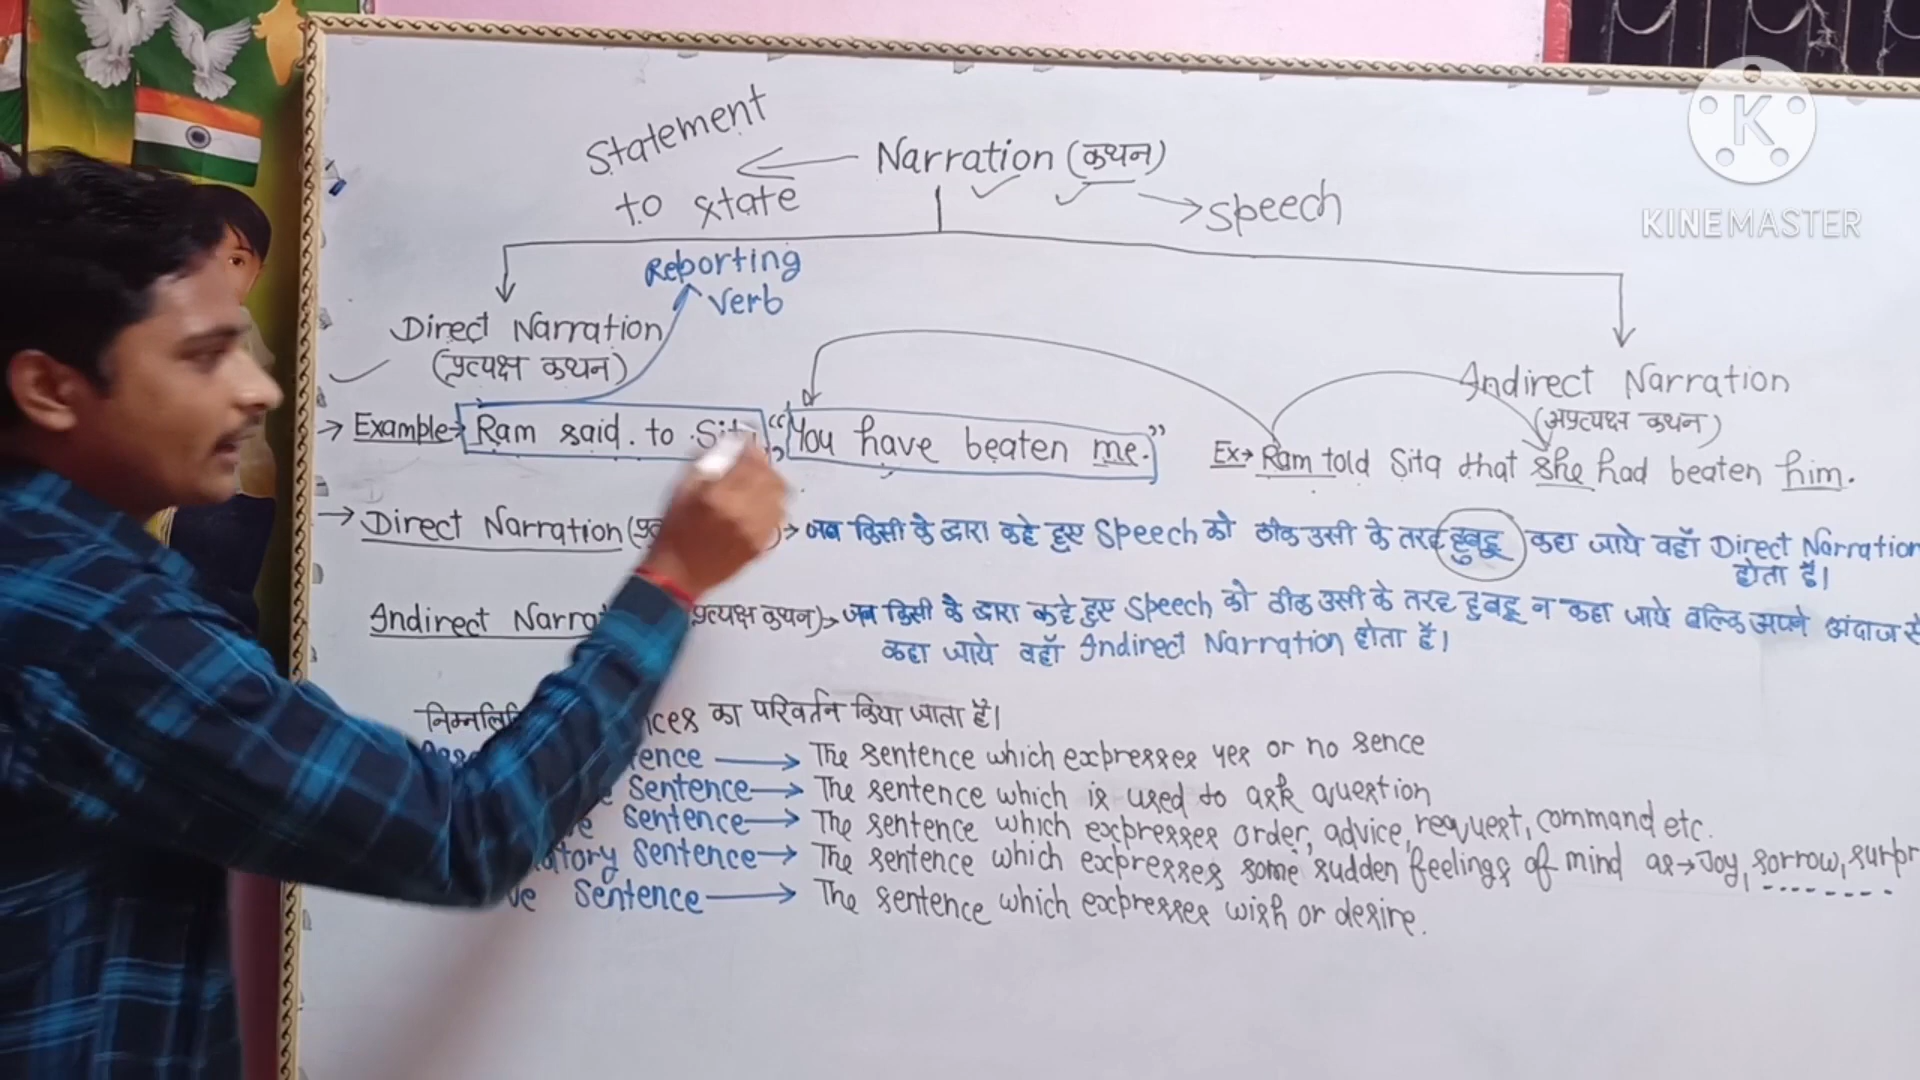 Statement
to state
Narration (कथन)
Speech
Reporting
Verb
Direct Narration
(प्रत्यक्ष कथन)
Indirect Narration
(अप्रत्यक्ष कथन)
Example→ Ram said to Sita, “You have beaten me.”
Ex→ Ram told Sita that she had beaten him.
Direct Narration → जब किसी के द्वारा कहे हुए Speech को ठीक उसी के तरह हुबहू कहा जाये वहाँ Direct Narration
होता है।
Indirect प्रत्यक्ष कथन)→ जब किसी के द्वारा कहे हुए Speech को ठीक उसी के तरह हुबहू न कहा जाये बल्कि अपने अंदाज से
कहा जाये वहाँ Indirect Narration होता है।
का परिवर्तन किया जाता है।
→ The sentence which expresses yes or no sence
Sentence → The sentence which is used to ask question
Sentence → The sentence which expresses order, advice, request, command etc.
Sentence → The sentence which expresses some sudden feelings of mind as→ Joy, sorrow,
Sentence → The sentence which expresses wish or desire.
K
KINEMASTER